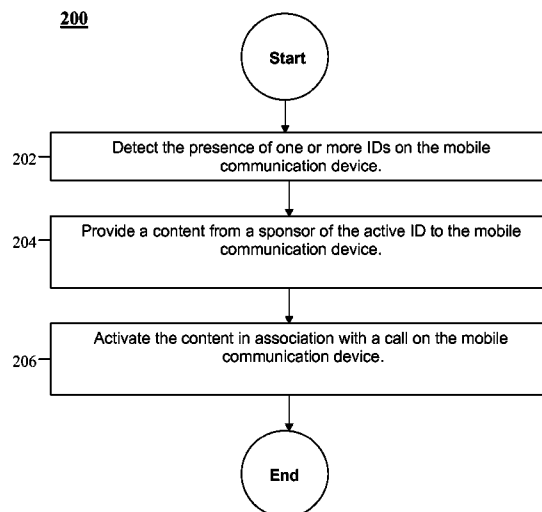 200
Start
202
Detect the presence of one or more IDs on the mobile
communication device.
204
Provide a content from a sponsor of the active ID to the mobile
communication device.
206
Activate the content in association with a call on the mobile
communication device.
End